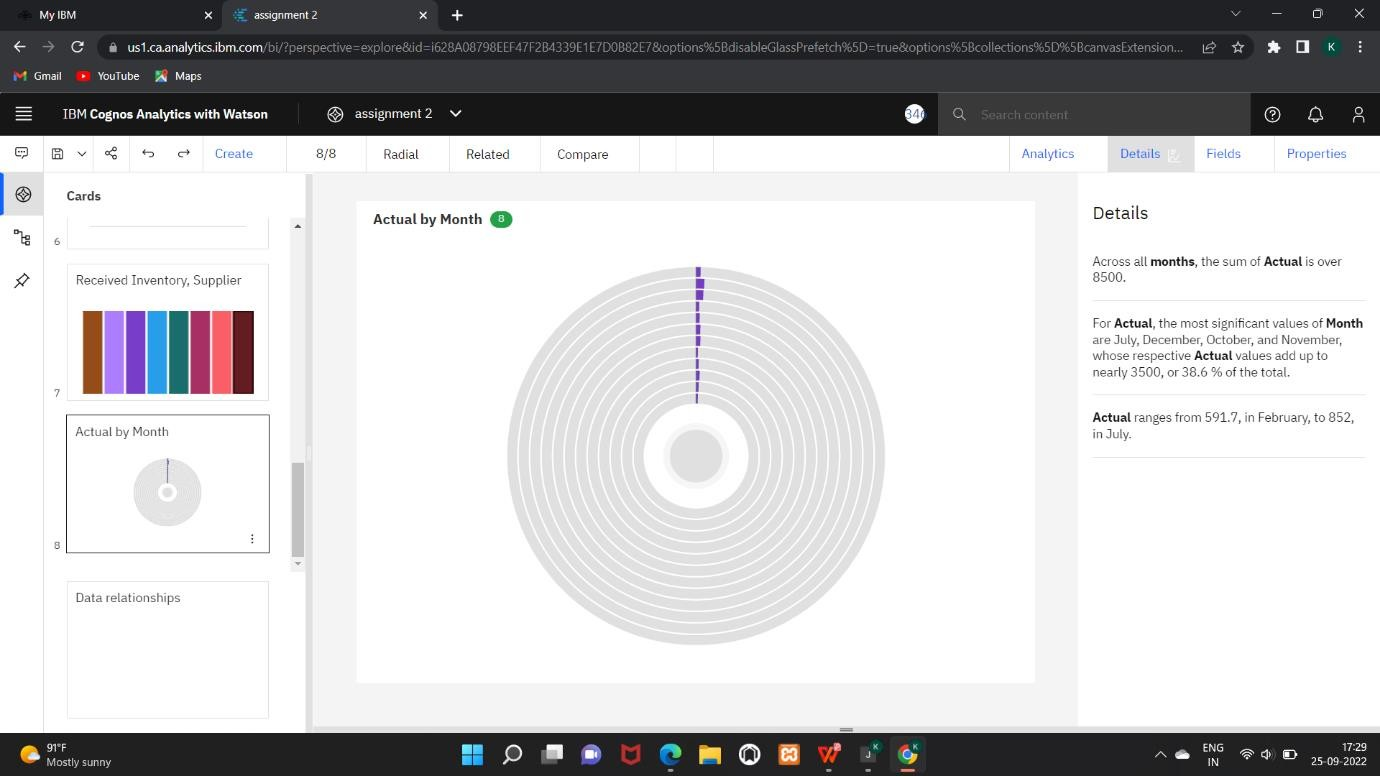 My IBM
assignment 2
us1.ca.analytics.ibm.com/bi/?perspective=explore&id=i628A08798EEF47F2B4339E1E7D0B82E7&options%5BdisableGlassPrefetch%5D=true&options%5Bcollections%5D%5BcanvasExtension...
K
Gmail
YouTube
Maps
IBM Cognos Analytics with Watson
assignment 2
346
Search content
Create
8/8
Radial
Related
Compare
Analytics
Details
Fields
Properties
Cards
6
Received Inventory, Supplier
7
Actual by Month
8
Data relationships
Actual by Month 8
Details
Across all months, the sum of Actual is over
8500.
For Actual, the most significant values of Month
are July, December, October, and November,
whose respective Actual values add up to
nearly 3500, or 38.6 % of the total.
Actual ranges from 591.7, in February, to 852,
in July.
91°F
Mostly sunny
J
K
K
ENG
IN
17:29
25-09-2022